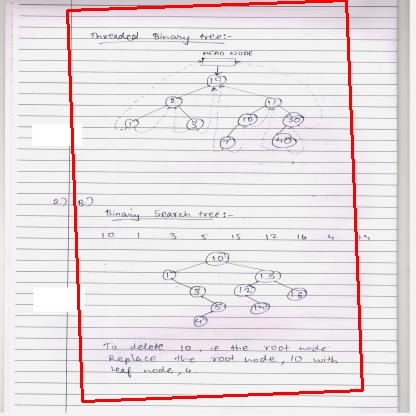 Threaded Binary tree:-
HEAD NODE
15
2 17
1 3 16 30
7 40
2) B)
Binary Search tree:-
10 1 3 5 15 12 16 4 14
10
1 15
3 12 16
5 14
4
To delete 10, ie the root node
Replace the root node, 10 with
leaf node, 4.